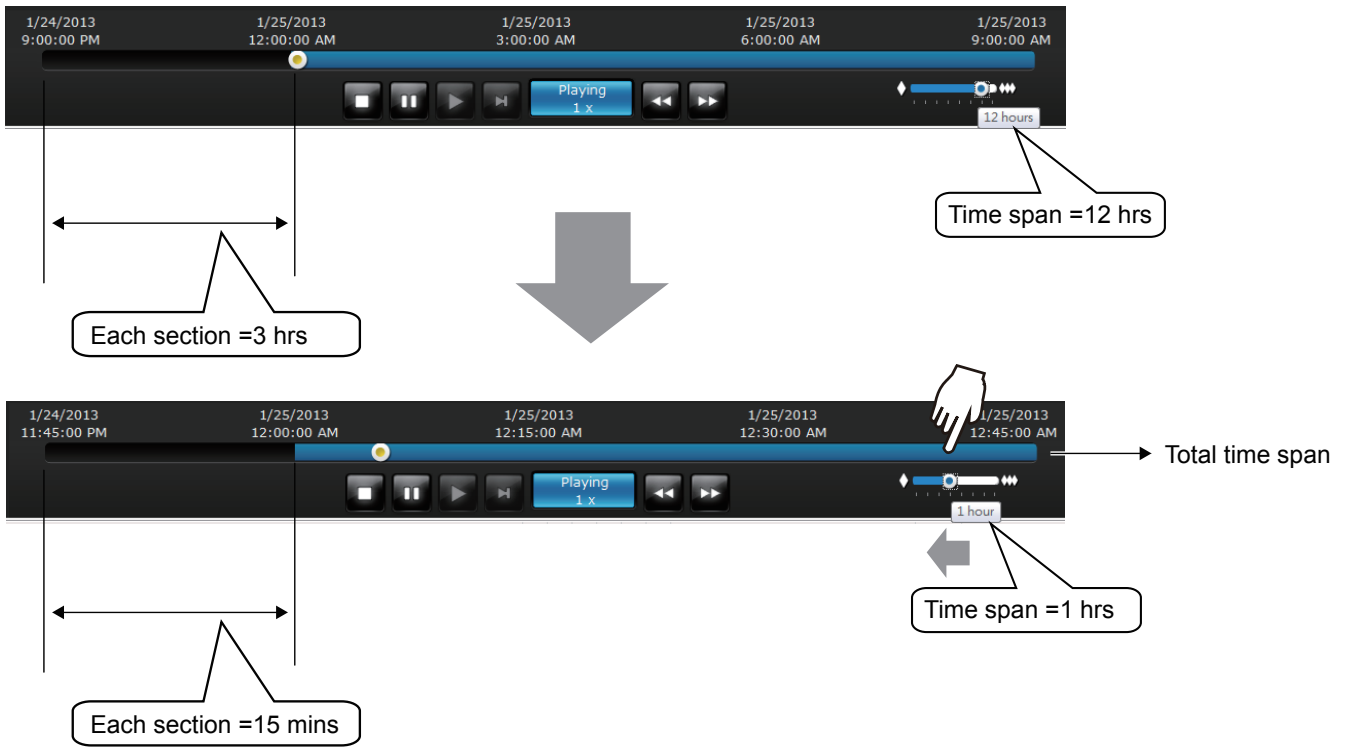 1/24/2013 1/25/2013 1/25/2013 1/25/2013 1/25/2013
9:00:00 PM 12:00:00 AM 3:00:00 AM 6:00:00 AM 9:00:00 AM
Playing
1 x
12 hours
Time span =12 hrs
Each section =3 hrs
1/24/2013 1/25/2013 1/25/2013 1/25/2013 1/25/2013
11:45:00 PM 12:00:00 AM 12:15:00 AM 12:30:00 AM 12:45:00 AM
Total time span
Playing
1 x
1 hour
Time span =1 hrs
Each section =15 mins